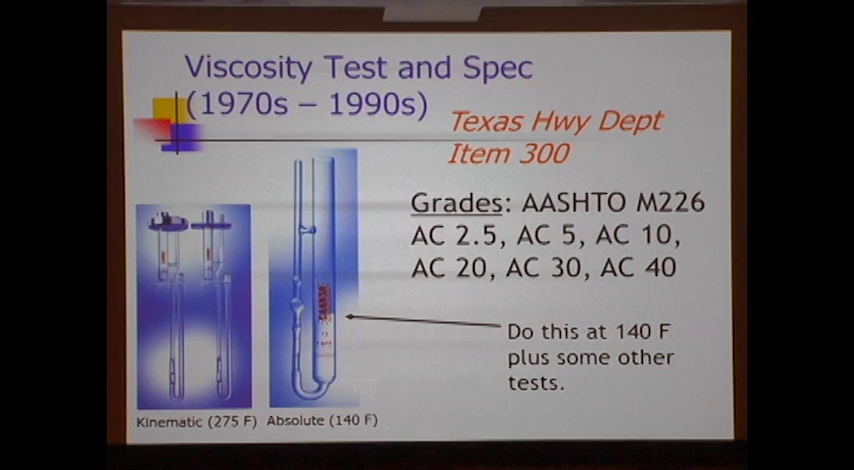 Viscosity Test and Spec
(1970s – 1990s)
Texas Hwy Dept
Item 300
Grades: AASHTO M226
AC 2.5, AC 5, AC 10,
AC 20, AC 30, AC 40
Do this at 140 F
plus some other
tests.
Kinematic (275 F) Absolute (140 F)